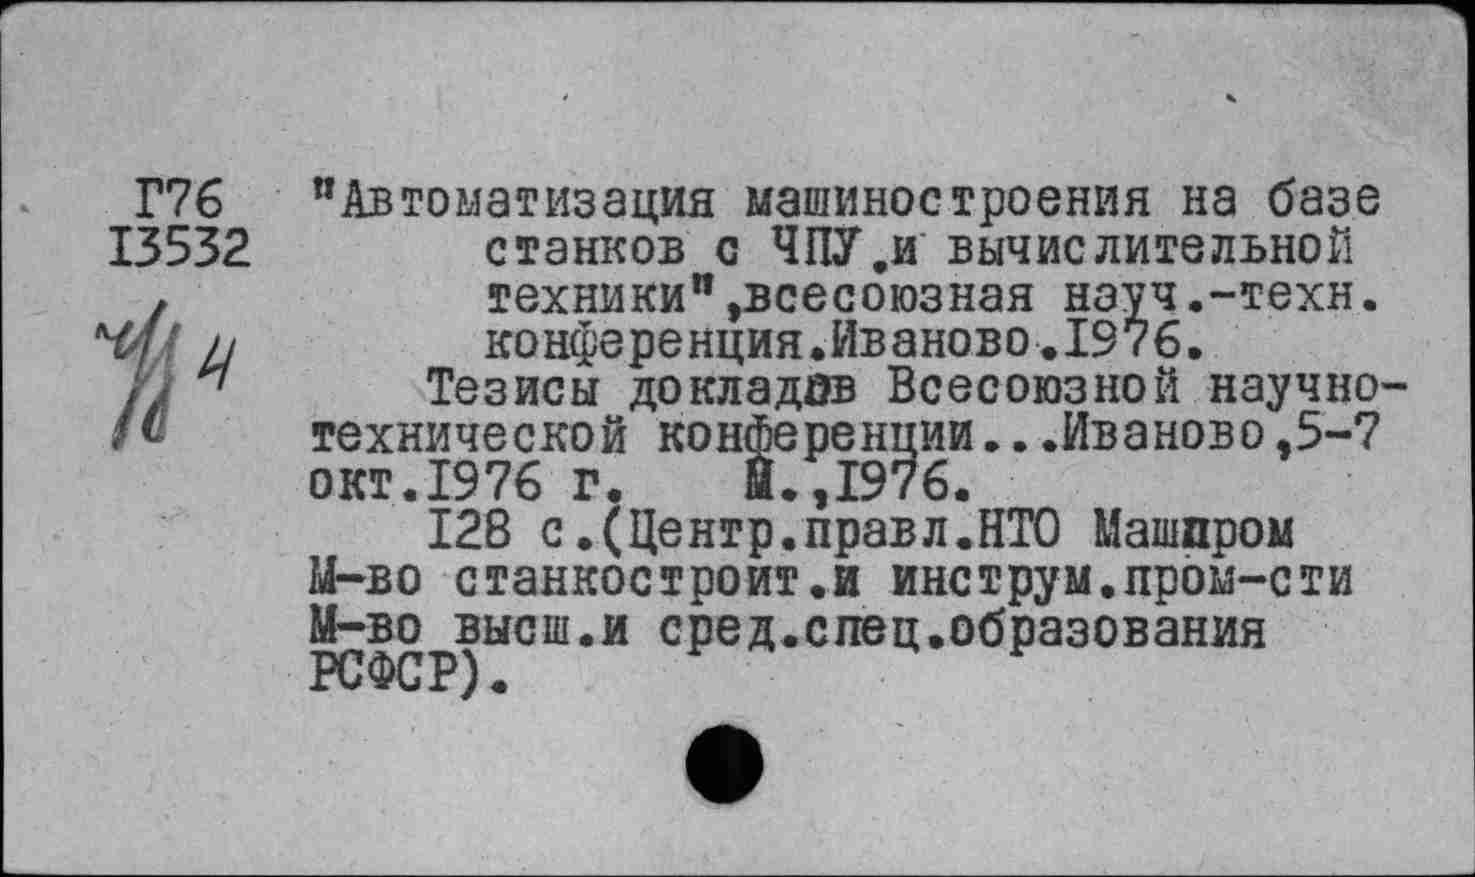 Г76 "Автоматизация машиностроения на базе
13532 станков с ЧПУ.и вычислительной
техники",всесоюзная науч.-техн.
конференция.Иваново.1976.
Тезисы докладов Всесоюзной научно-
технической конференции...Иваново,5-7
окт.1976 г. М.,1976.
128 с.(Центр.правл.НТО Машпром
М-во станкостроит.и инструм.пром-сти
М-во высш.и сред.спец.образования
РСФСР).